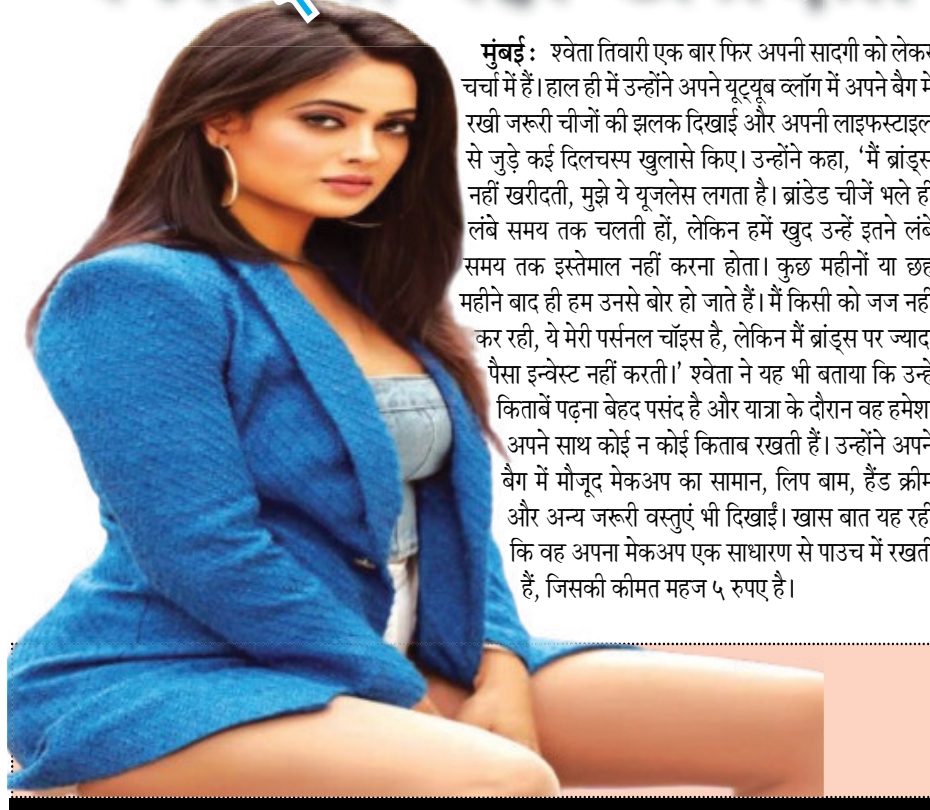 मुंबई : श्वेता तिवारी एक बार फिर अपनी सादगी को लेकर
चर्चा में हैं। हाल ही में उन्होंने अपने यूट्यूब व्लॉग में अपने बैग में
रखी जरूरी चीजों की झलक दिखाई और अपनी लाइफस्टाइल
से जुड़े कई दिलचस्प खुलासे किए। उन्होंने कहा, ‘मैं ब्रांड्स
नहीं खरीदती, मुझे ये यूजलेस लगता है। ब्रांडेड चीजें भले ही
लंबे समय तक चलती हों, लेकिन हमें खुद उन्हें इतने लंबे
समय तक इस्तेमाल नहीं करना होता। कुछ महीनों या छह
महीने बाद ही हम उनसे बोर हो जाते हैं। मैं किसी को जज नहीं
कर रही, ये मेरी पर्सनल चॉइस है, लेकिन मैं ब्रांड्स पर ज्याद
पैसा इन्वेस्ट नहीं करती।’ श्वेता ने यह भी बताया कि उन्हें
किताबें पढ़ना बेहद पसंद है और यात्रा के दौरान वह हमेश
अपने साथ कोई न कोई किताब रखती हैं। उन्होंने अपने
बैग में मौजूद मेकअप का सामान, लिप बाम, हैंड क्रीम
और अन्य जरूरी वस्तुएं भी दिखाईं। खास बात यह रही
कि वह अपना मेकअप एक साधारण से पाउच में रखती
हैं, जिसकी कीमत महज ५ रुपए है।